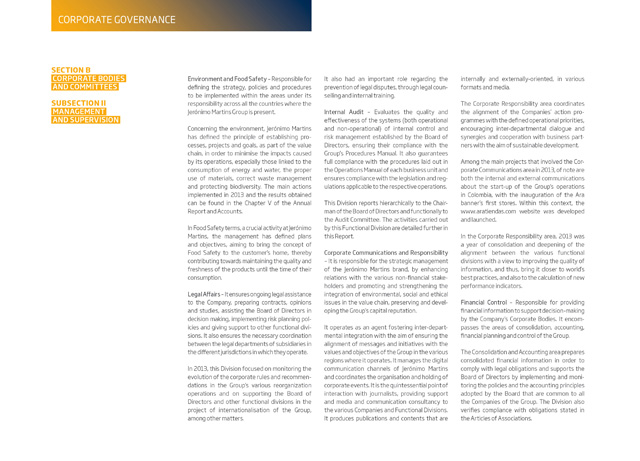 CORPORATE GOVERNANCE
SECTION B
CORPORATE BODIES
AND COMMITTEES
SUBSECTION II
MANAGEMENT
AND SUPERVISION
Environment and Food Safety – Responsible for
defining the strategy, policies and procedures
to be implemented within the areas under its
responsibility across all the countries where the
Jerónimo Martins Group is present.
Concerning the environment, Jerónimo Martins
has defined the principle of establishing pro-
cesses, projects and goals, as part of the value
chain, in order to minimise the impacts caused
by its operations, especially those linked to the
consumption of energy and water, the proper
use of materials, correct waste management
and protecting biodiversity. The main actions
implemented in 2013 and the results obtained
can be found in the Chapter V of the Annual
Report and Accounts.
In Food Safety terms, a crucial activity at Jerónimo
Martins, the management has defined plans
and objectives, aiming to bring the concept of
Food Safety to the customer's home, thereby
contributing towards maintaining the quality and
freshness of the products until the time of their
consumption.
Legal Affairs – It ensures ongoing legal assistance
to the Company, preparing contracts, opinions
and studies, assisting the Board of Directors in
decision making, implementing risk planning pol-
icies and giving support to other functional divi-
sions. It also ensures the necessary coordination
between the legal departments of subsidiaries in
the different jurisdictions in which they operate.
In 2013, this Division focused on monitoring the
evolution of the corporate rules and recommen-
dations in the Group's various reorganization
operations and on supporting the Board of
Directors and other functional divisions in the
project of internationalisation of the Group,
among other matters.
It also had an important role regarding the
prevention of legal disputes, through legal coun-
selling and internal training.
Internal Audit – Evaluates the quality and
effectiveness of the systems (both operational
and non-operational) of internal control and
risk management established by the Board of
Directors, ensuring their compliance with the
Group's Procedures Manual. It also guarantees
full compliance with the procedures laid out in
the Operations Manual of each business unit and
ensures compliance with the legislation and reg-
ulations applicable to the respective operations.
This Division reports hierarchically to the Chair-
man of the Board of Directors and functionally to
the Audit Committee. The activities carried out
by this Functional Division are detailed further in
this Report.
Corporate Communications and Responsibility
– It is responsible for the strategic management
of the Jerónimo Martins brand, by enhancing
relations with the various non-financial stake-
holders and promoting and strengthening the
integration of environmental, social and ethical
issues in the value chain, preserving and devel-
oping the Group's capital reputation.
It operates as an agent fostering inter-depart-
mental integration with the aim of ensuring the
alignment of messages and initiatives with the
values and objectives of the Group in the various
regions where it operates. It manages the digital
communication channels of Jerónimo Martins
and coordinates the organisation and holding of
corporate events. It is the quintessential point of
interaction with journalists, providing support
and media and communication consultancy to
the various Companies and Functional Divisions.
It produces publications and contents that are
internally and externally-oriented, in various
formats and media.
The Corporate Responsibility area coordinates
the alignment of the Companies' action pro-
grammes with the defined operational priorities,
encouraging inter-departmental dialogue and
synergies and cooperation with business part-
ners with the aim of sustainable development.
Among the main projects that involved the Cor-
porate Communications area in 2013, of note are
both the internal and external communications
about the start-up of the Group's operations
in Colombia, with the inauguration of the Ara
banner's first stores. Within this context, the
www.aratiendas.com website was developed
and launched.
In the Corporate Responsibility area, 2013 was
a year of consolidation and deepening of the
alignment between the various functional
divisions with a view to improving the quality of
information, and thus, bring it closer to world's
best practices, and also to the calculation of new
performance indicators.
Financial Control – Responsible for providing
financial information to support decision-making
by the Company's Corporate Bodies. It encom-
passes the areas of consolidation, accounting,
financial planning and control of the Group.
The Consolidation and Accounting area prepares
consolidated financial information in order to
comply with legal obligations and supports the
Board of Directors by implementing and moni-
toring the policies and the accounting principles
adopted by the Board that are common to all
the Companies of the Group. The Division also
verifies compliance with obligations stated in
the Articles of Associations.